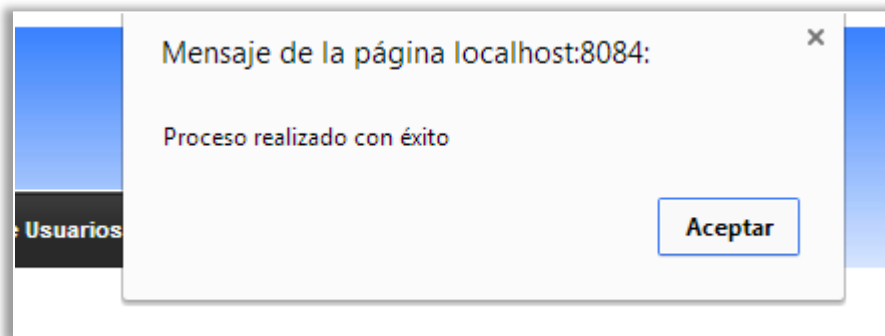 Mensaje de la página localhost:8084:
Proceso realizado con éxito
Usuarios
Aceptar